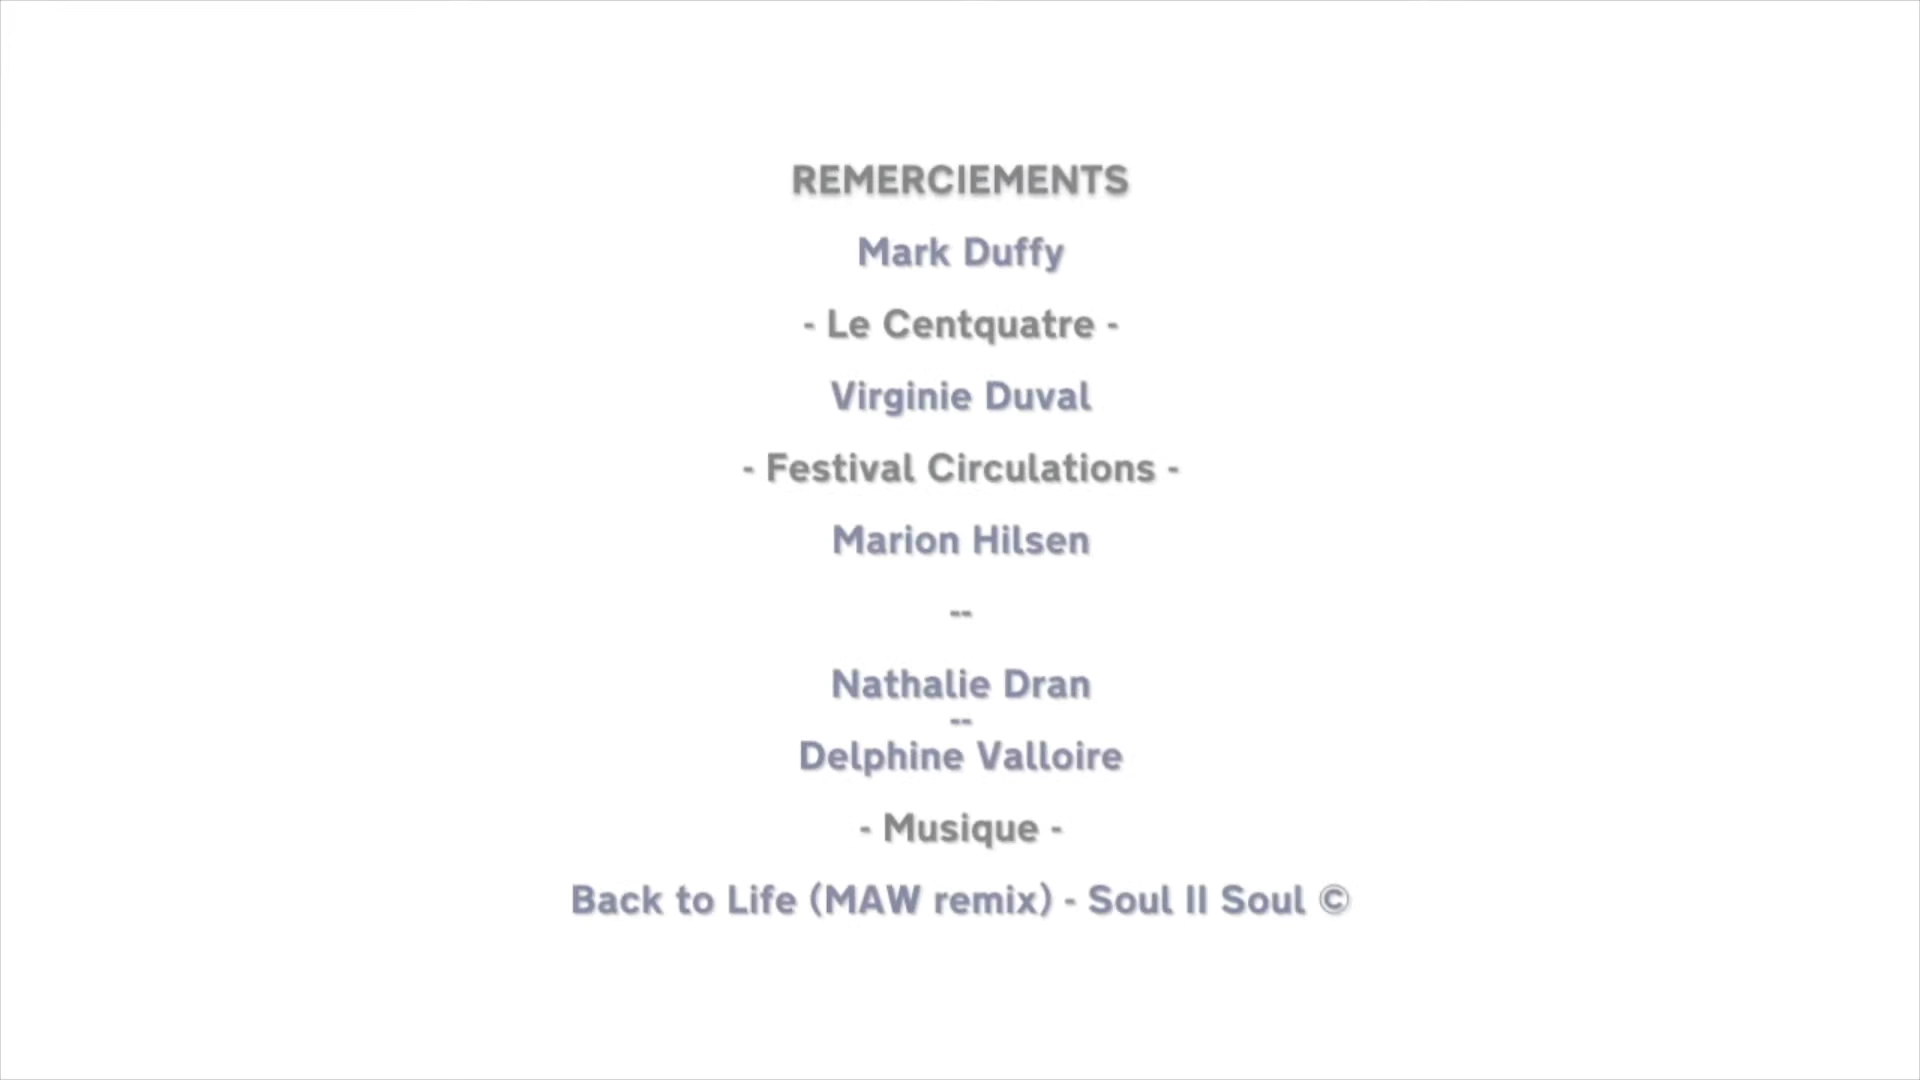 REMERCIEMENTS
Mark Duffy
- Le Centquatre -
Virginie Duval
- Festival Circulations -
Marion Hilsen
--
Nathalie Dran
--
Delphine Valloire
- Musique -
Back to Life (MAW remix) - Soul II Soul ©